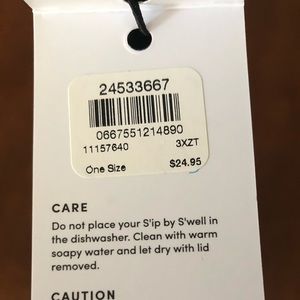 24533667
0667551214890
11157640 3XZT
One Size $24.95
CARE
Do not place your S'ip by S'well in
the dishwasher. Clean with warm
soapy water and let dry with lid
removed.
CAUTION